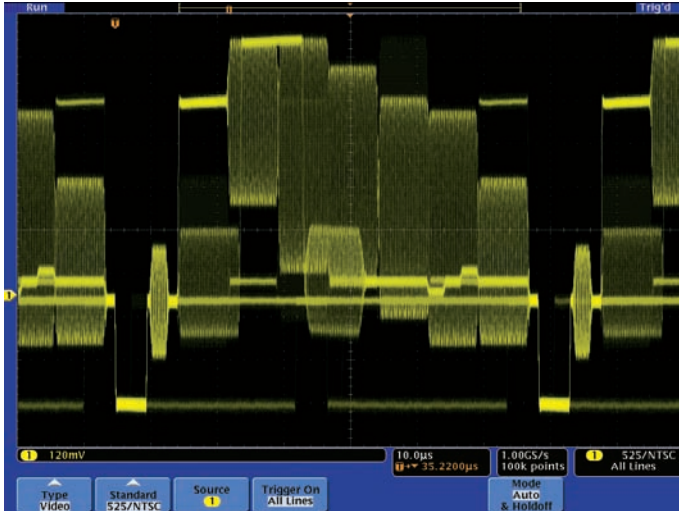 Run Trig'd
1
1 120mV
10.0µs
35.2200µs
1.00GS/s
100k points
1 525/NTSC
All Lines
Type
Video
Standard
525/NTSC
Source
1
Trigger On
All Lines
Mode
Auto
& Holdoff